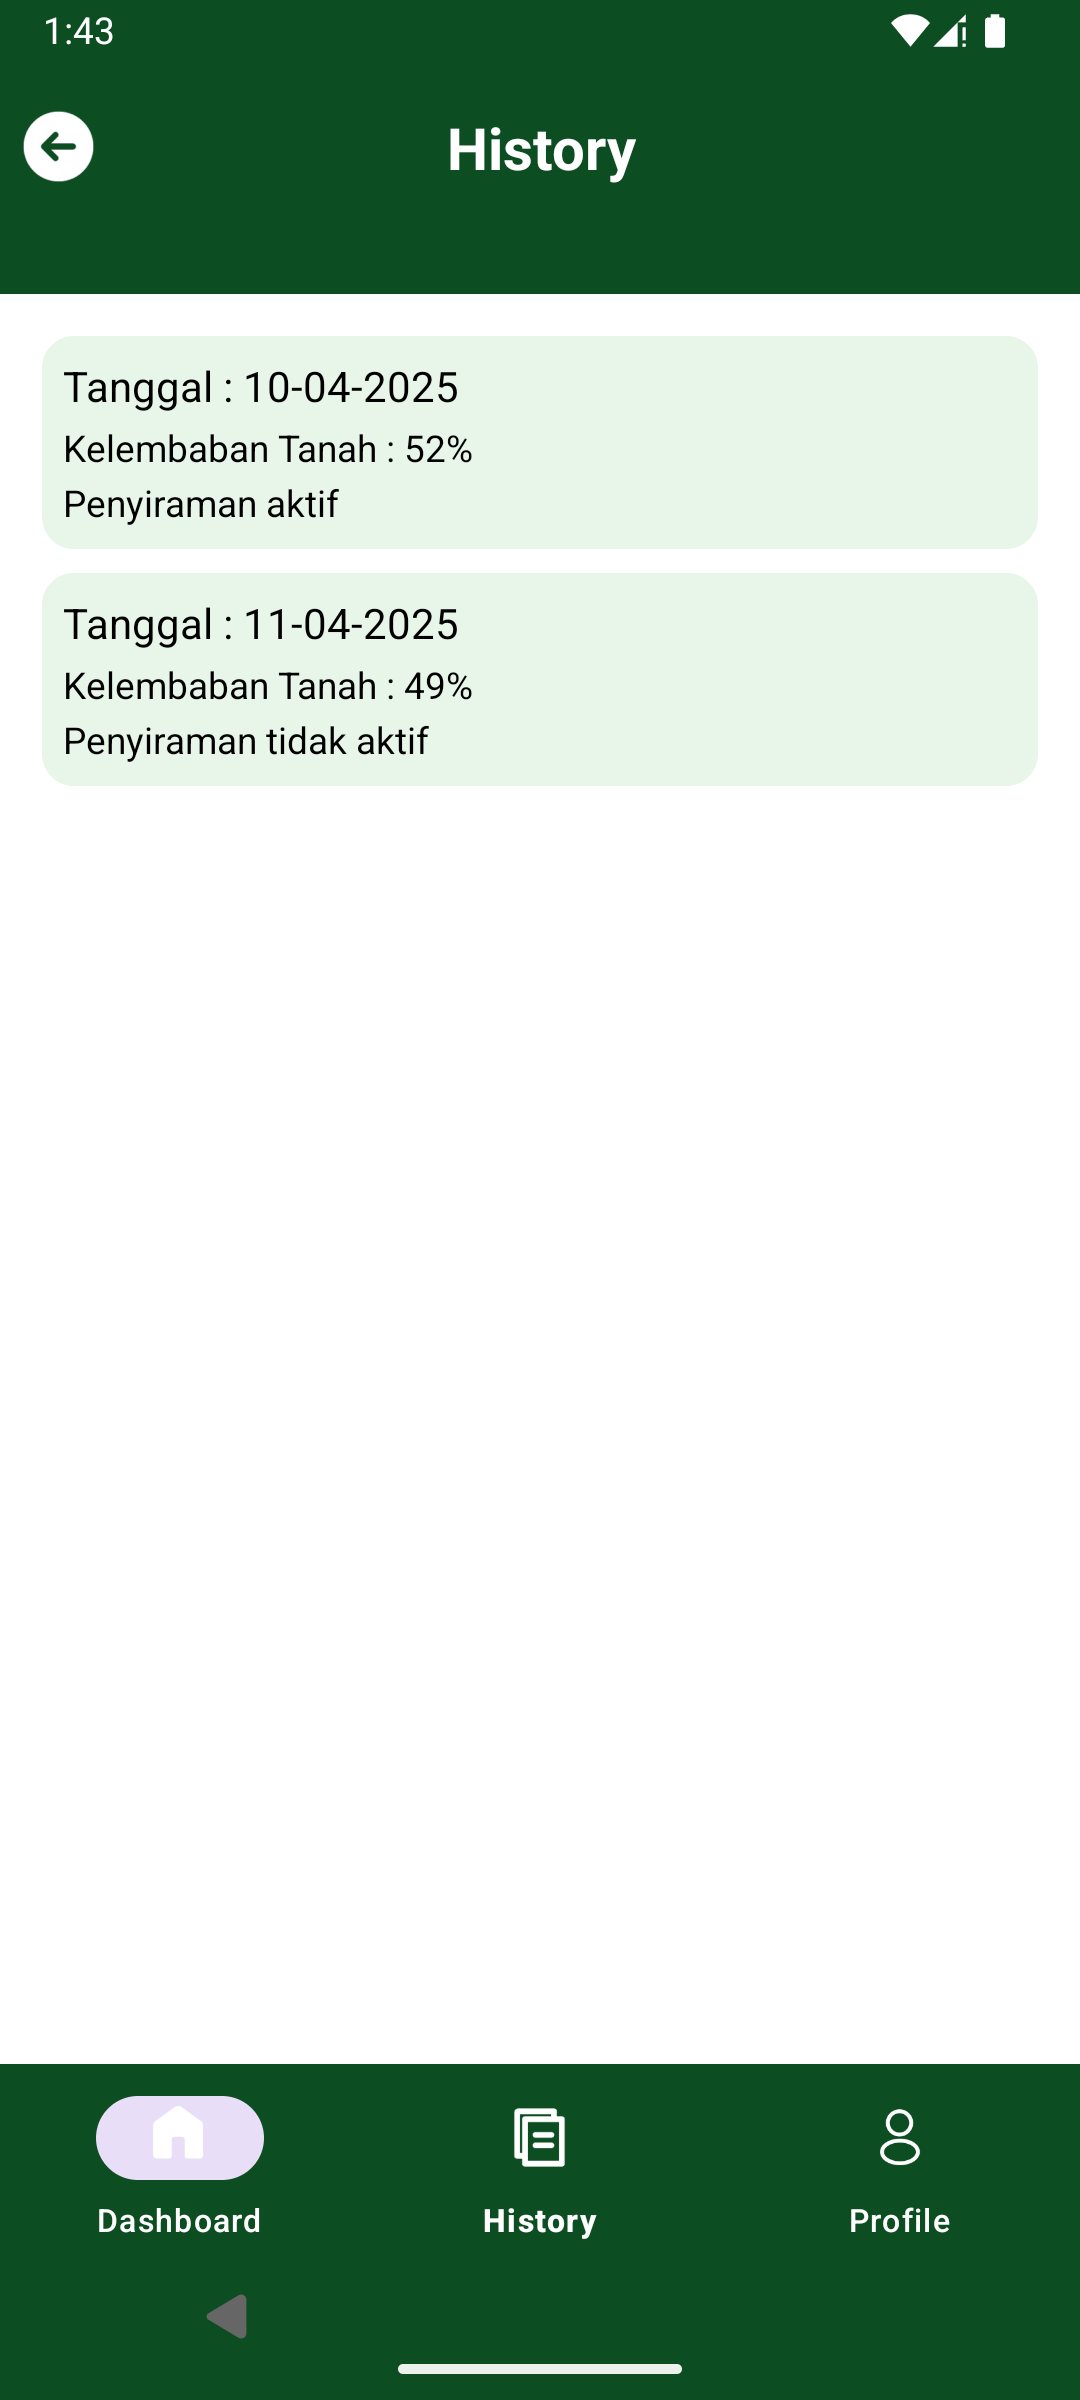 1:43
History
Tanggal : 10-04-2025
Kelembaban Tanah : 52%
Penyiraman aktif
Tanggal : 11-04-2025
Kelembaban Tanah : 49%
Penyiraman tidak aktif
Dashboard
History
Profile